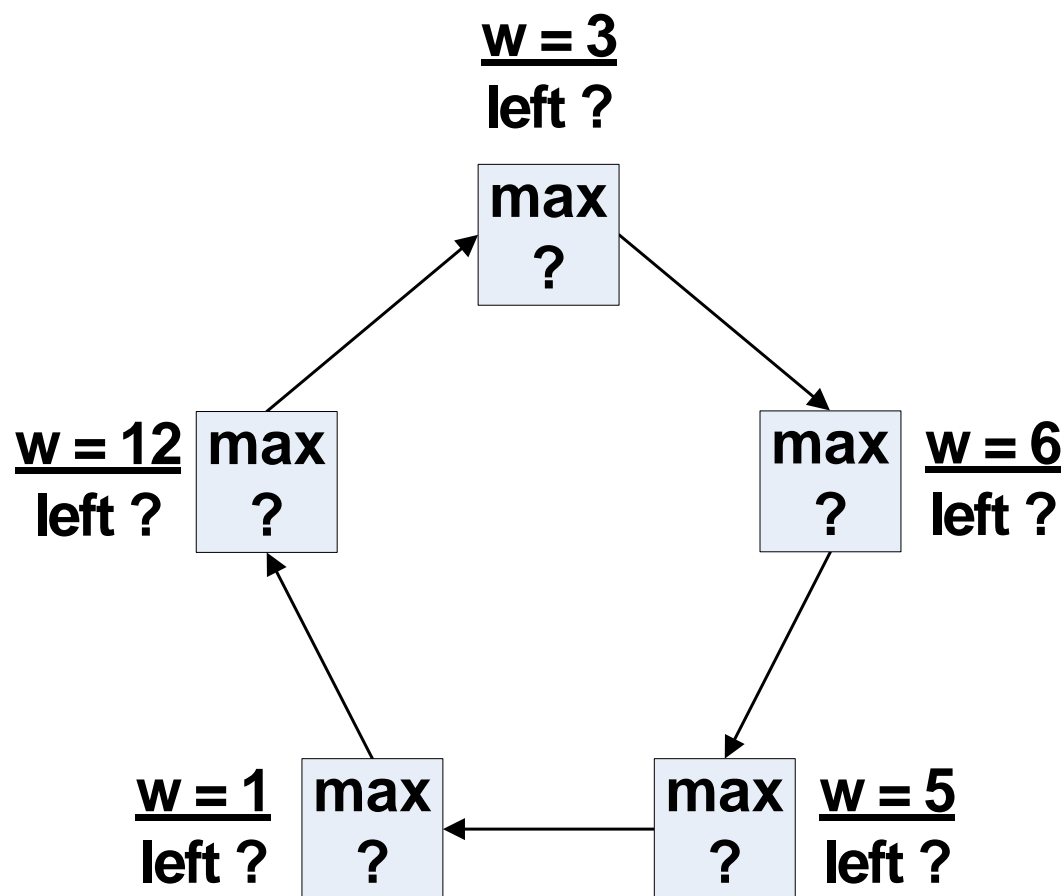 w = 3
left ?
max
?
w = 12
left ?
max
?
max
?
w = 6
left ?
w = 1
left ?
max
?
max
?
w = 5
left ?